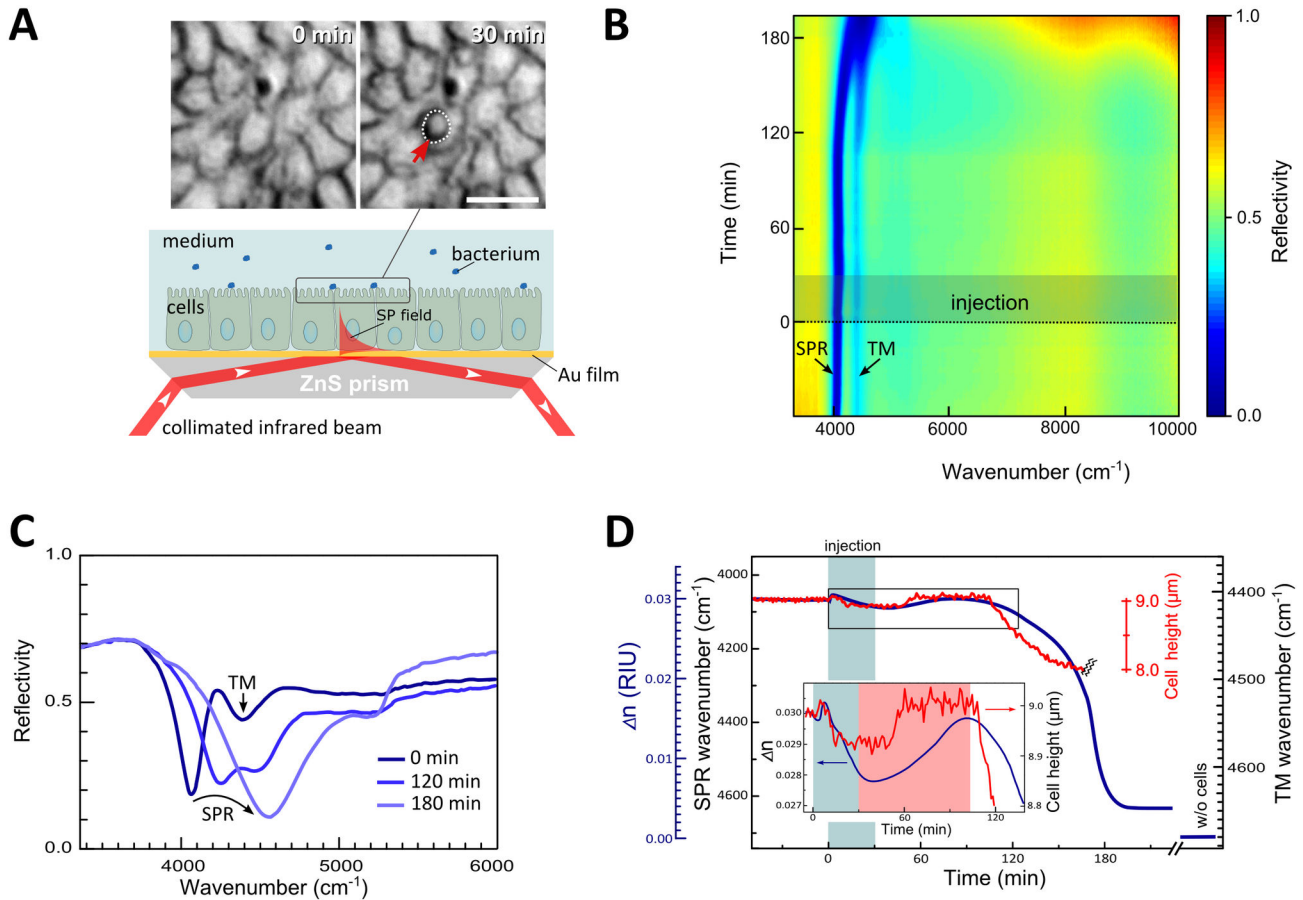 A
0 min
30 min
medium
bacterium
cells
SP field
Au film
ZnS prism
collimated infrared beam
B
1.0
180
120
60
0
Time (min)
injection
SPR
TM
0.5
0.0
Reflectivity
4000
6000
8000
10000
Wavenumber (cm⁻¹)
C
1.0
0.5
0.0
Reflectivity
TM
SPR
0 min
120 min
180 min
4000
5000
6000
Wavenumber (cm⁻¹)
D
injection
0.03
0.02
0.01
0.00
Δn (RIU)
4000
4200
4400
4600
SPR wavenumber (cm⁻¹)
9.0
8.0
Cell height (μm)
4400
4500
4600
TM wavenumber (cm⁻¹)
0.030
0.029
0.028
0.027
Δn
9.0
8.9
8.8
Cell height (μm)
0
60
120
Time (min)
w/o cells
0
60
120
180
Time (min)